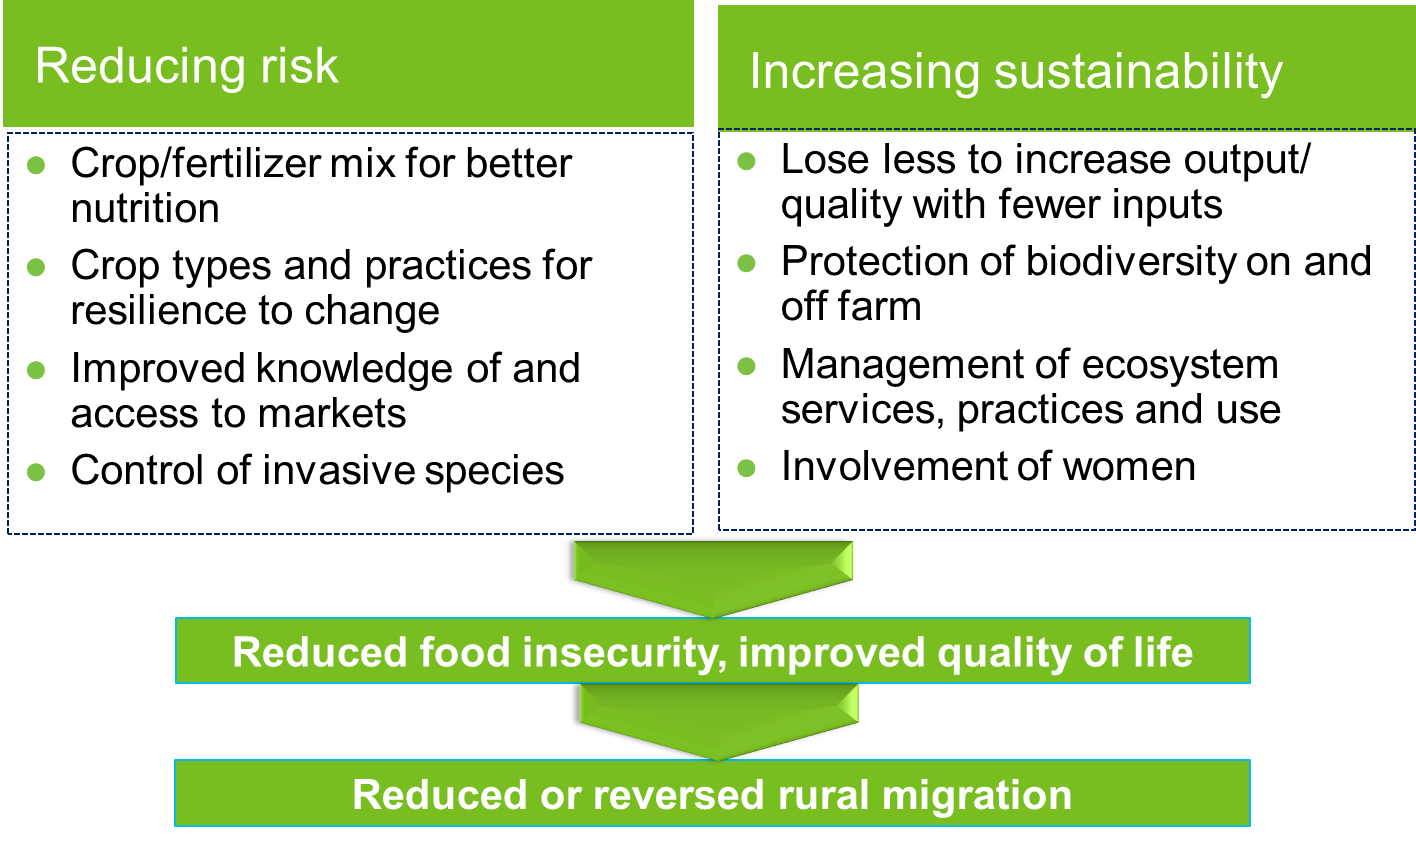 Reducing risk
Crop/fertilizer mix for better
nutrition
Crop types and practices for
resilience to change
Improved knowledge of and
access to markets
Control of invasive species
Increasing sustainability
Lose less to increase output/
quality with fewer inputs
Protection of biodiversity on and
off farm
Management of ecosystem
services, practices and use
Involvement of women
Reduced food insecurity, improved quality of life
Reduced or reversed rural migration